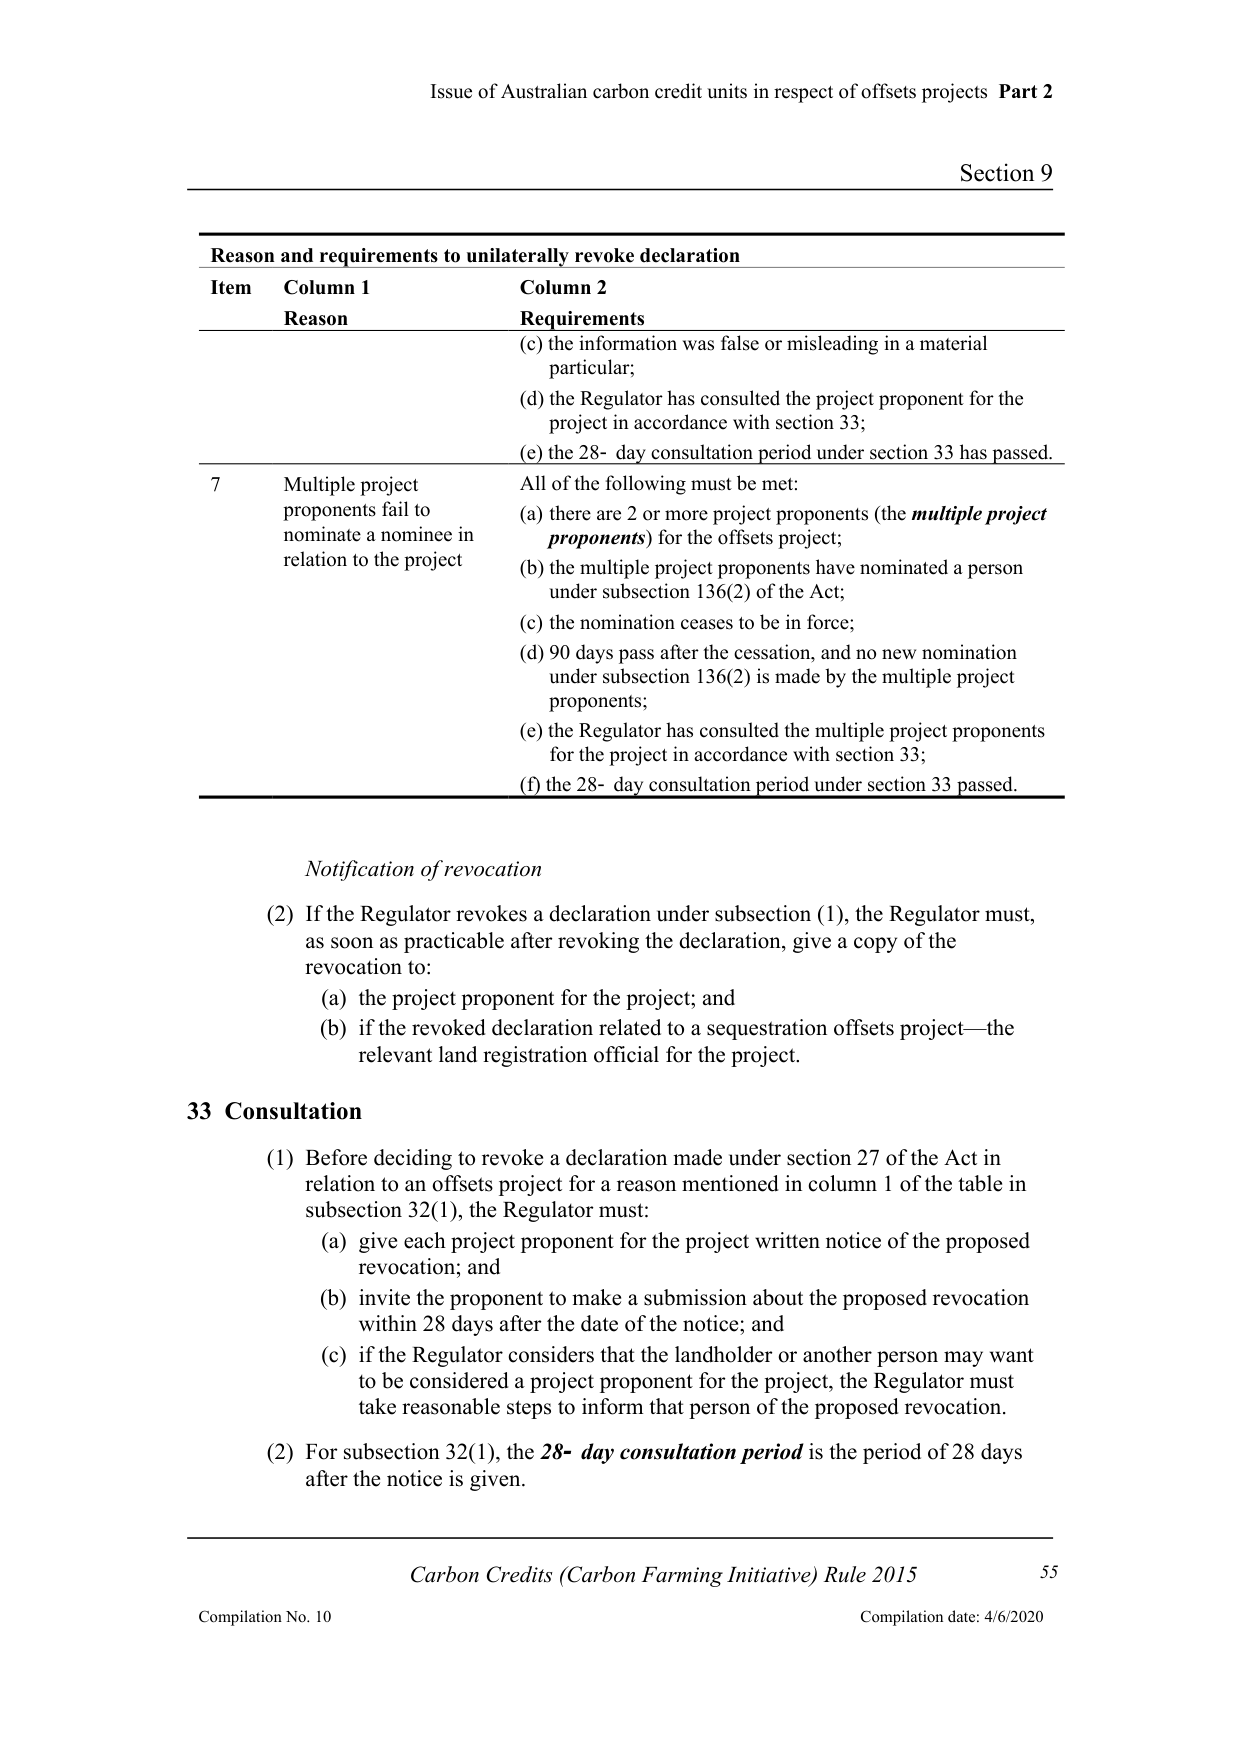 Issue of Australian carbon credit units in respect of offsets projects Part 2
Section 9
Reason and requirements to unilaterally revoke declaration
Item Column 1 Column 2
Reason Requirements
(c) the information was false or misleading in a material
particular;
(d) the Regulator has consulted the project proponent for the
project in accordance with section 33;
(e) the 28- day consultation period under section 33 has passed.
7 Multiple project
proponents fail to
nominate a nominee in
relation to the project
All of the following must be met:
(a) there are 2 or more project proponents (the multiple project
proponents) for the offsets project;
(b) the multiple project proponents have nominated a person
under subsection 136(2) of the Act;
(c) the nomination ceases to be in force;
(d) 90 days pass after the cessation, and no new nomination
under subsection 136(2) is made by the multiple project
proponents;
(e) the Regulator has consulted the multiple project proponents
for the project in accordance with section 33;
(f) the 28- day consultation period under section 33 passed.
Notification of revocation
(2) If the Regulator revokes a declaration under subsection (1), the Regulator must,
as soon as practicable after revoking the declaration, give a copy of the
revocation to:
(a) the project proponent for the project; and
(b) if the revoked declaration related to a sequestration offsets project—the
relevant land registration official for the project.
33 Consultation
(1) Before deciding to revoke a declaration made under section 27 of the Act in
relation to an offsets project for a reason mentioned in column 1 of the table in
subsection 32(1), the Regulator must:
(a) give each project proponent for the project written notice of the proposed
revocation; and
(b) invite the proponent to make a submission about the proposed revocation
within 28 days after the date of the notice; and
(c) if the Regulator considers that the landholder or another person may want
to be considered a project proponent for the project, the Regulator must
take reasonable steps to inform that person of the proposed revocation.
(2) For subsection 32(1), the 28- day consultation period is the period of 28 days
after the notice is given.
Carbon Credits (Carbon Farming Initiative) Rule 2015 55
Compilation No. 10 Compilation date: 4/6/2020